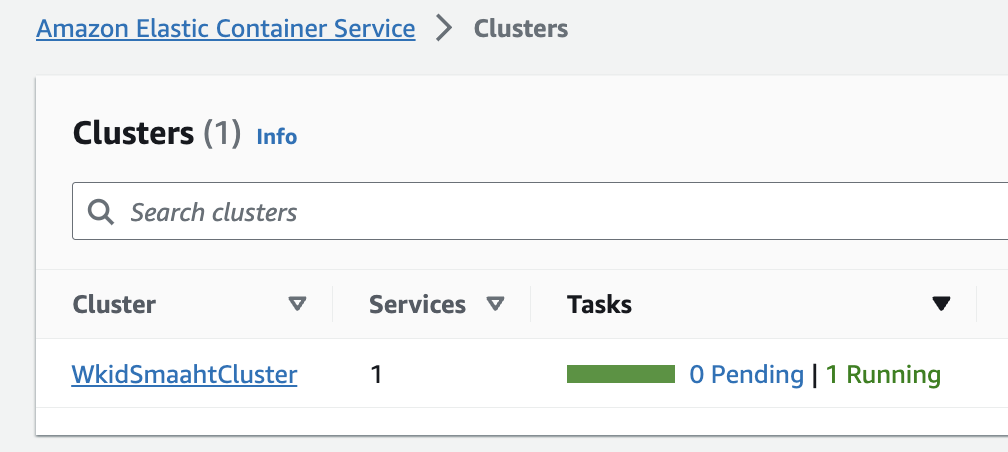 Amazon Elastic Container Service > Clusters
Clusters (1) Info
Search clusters
Cluster Services Tasks
WkidSmaahtCluster 1 0 Pending | 1 Running